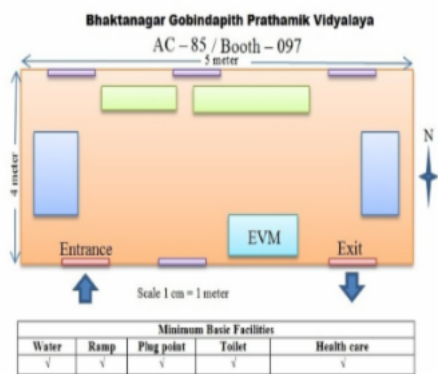 Bhaktanagar Gobindapith Prathamik Vidyalaya
AC – 85 / Booth – 097
5 meter
4 meter
N
EVM
Entrance
Exit
Scale 1 cm = 1 meter
Minimum Basic Facilities
Water Ramp Plug point Toilet Health care
√ √ √ √ √